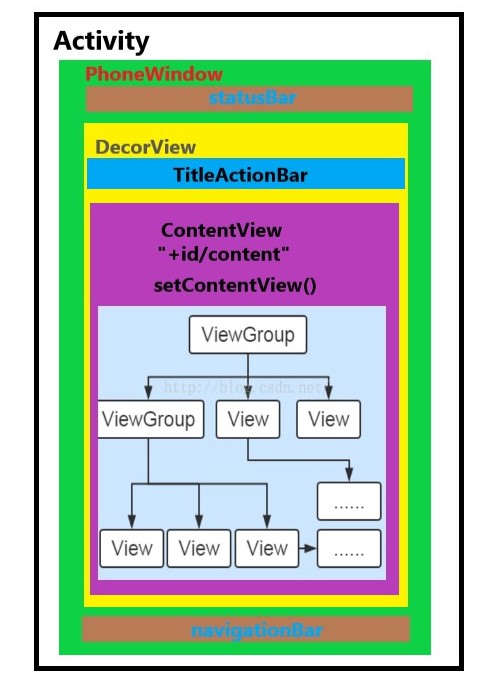 Activity
PhoneWindow
statusBar
DecorView
TitleActionBar
ContentView
"+id/content"
setContentView()
ViewGroup
http://blog.csdn.net
ViewGroup
View
View
......
View
View
View
......
navigationBar